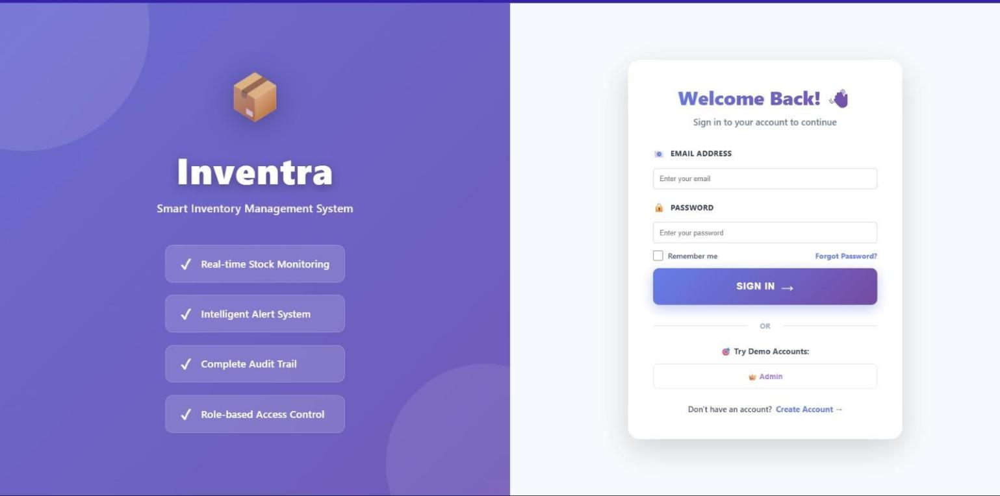 Inventra
Smart Inventory Management System
✓ Real-time Stock Monitoring
✓ Intelligent Alert System
✓ Complete Audit Trail
✓ Role-based Access Control
Welcome Back! 👋
Sign in to your account to continue
📧 EMAIL ADDRESS
Enter your email
🔒 PASSWORD
Enter your password
Remember me Forgot Password?
SIGN IN →
OR
🎯 Try Demo Accounts:
👑 Admin
Don't have an account? Create Account →